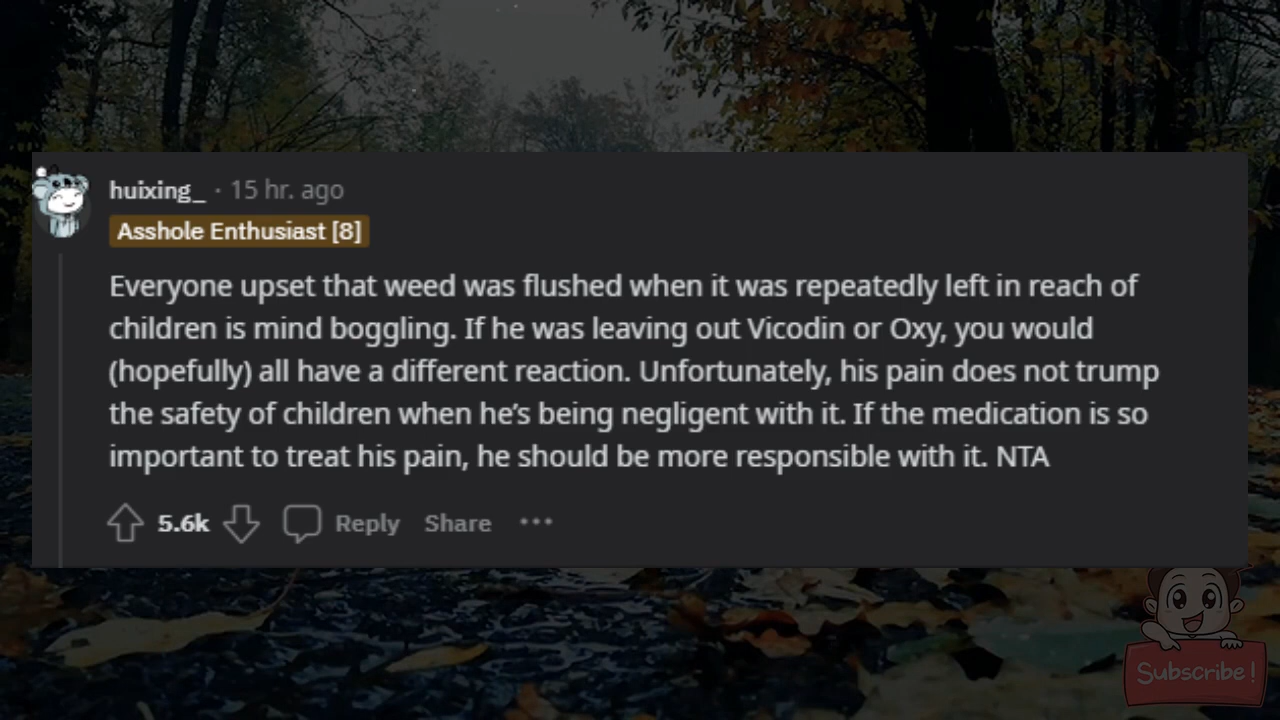 huixing_ · 15 hr. ago
Asshole Enthusiast [8]
Everyone upset that weed was flushed when it was repeatedly left in reach of
children is mind boggling. If he was leaving out Vicodin or Oxy, you would
(hopefully) all have a different reaction. Unfortunately, his pain does not trump
the safety of children when he’s being negligent with it. If the medication is so
important to treat his pain, he should be more responsible with it. NTA
5.6k Reply Share ···
Subscribe!